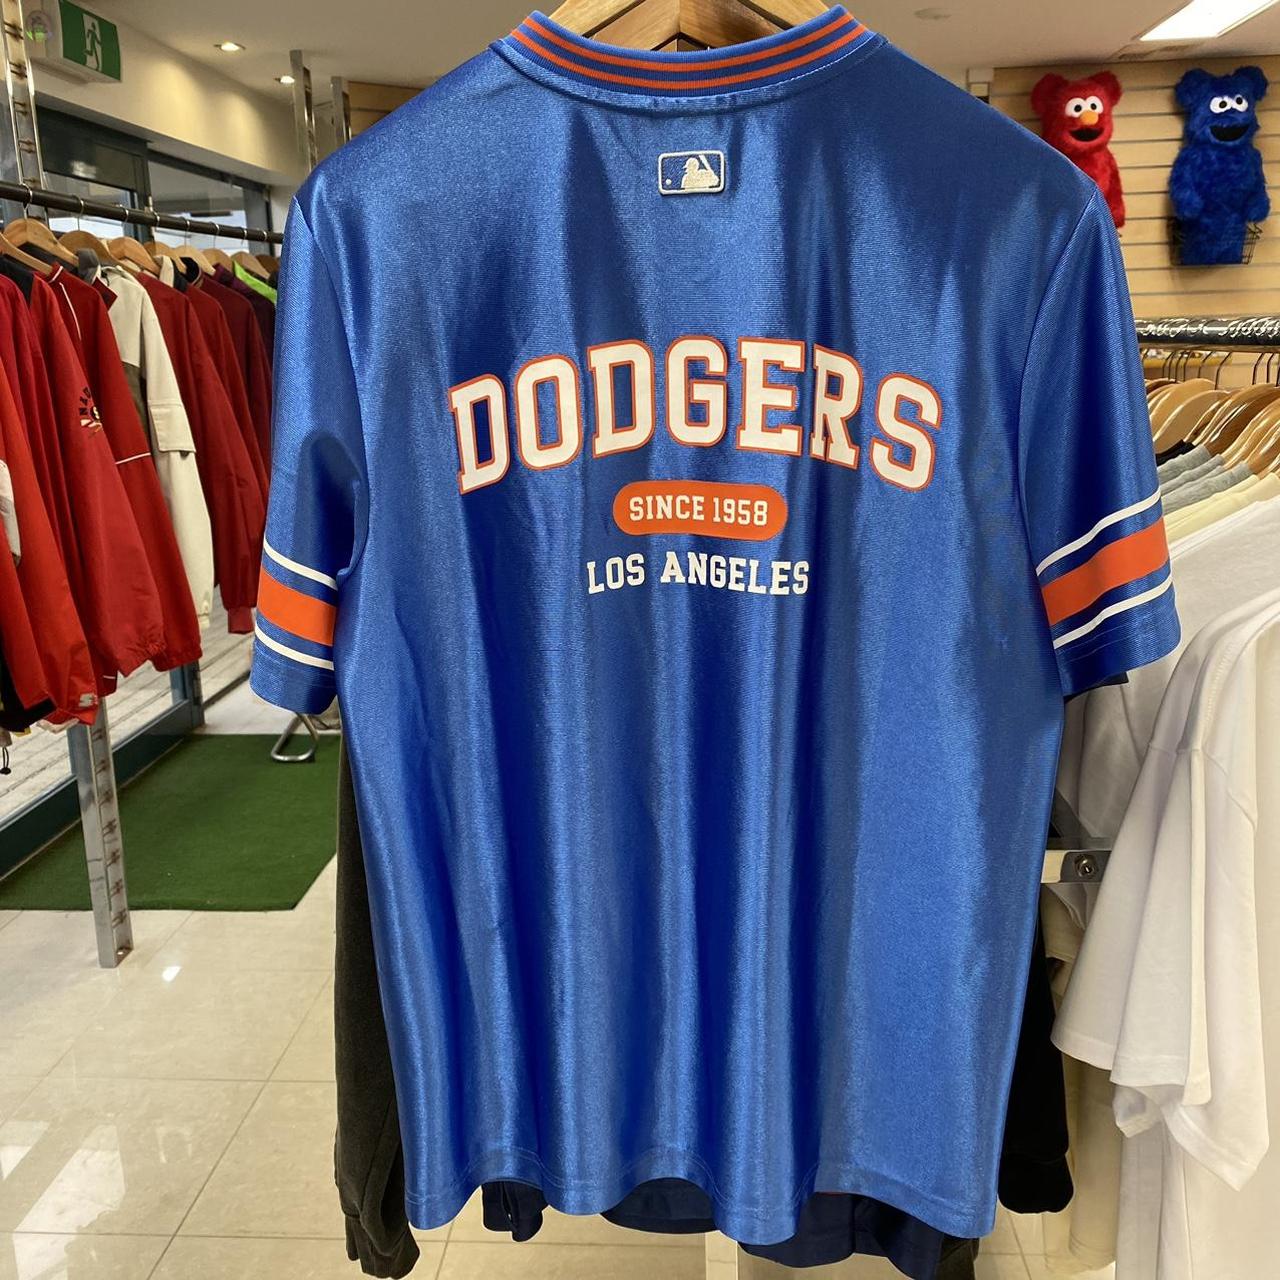 DODGERS
SINCE 1958
LOS ANGELES